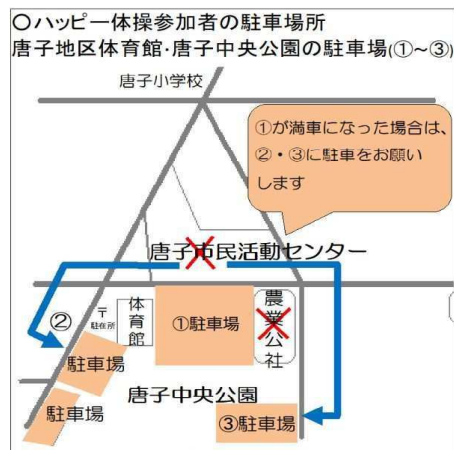 ○ハッピー体操参加者の駐車場所
唐子地区体育館・唐子中央公園の駐車場(①～③)
唐子小学校
①が満車になった場合は、
②・③に駐車をお願い
します
唐子市民活動センター
②
〒
駐在所
体育館
①駐車場
農業公社
駐車場
唐子中央公園
駐車場
③駐車場